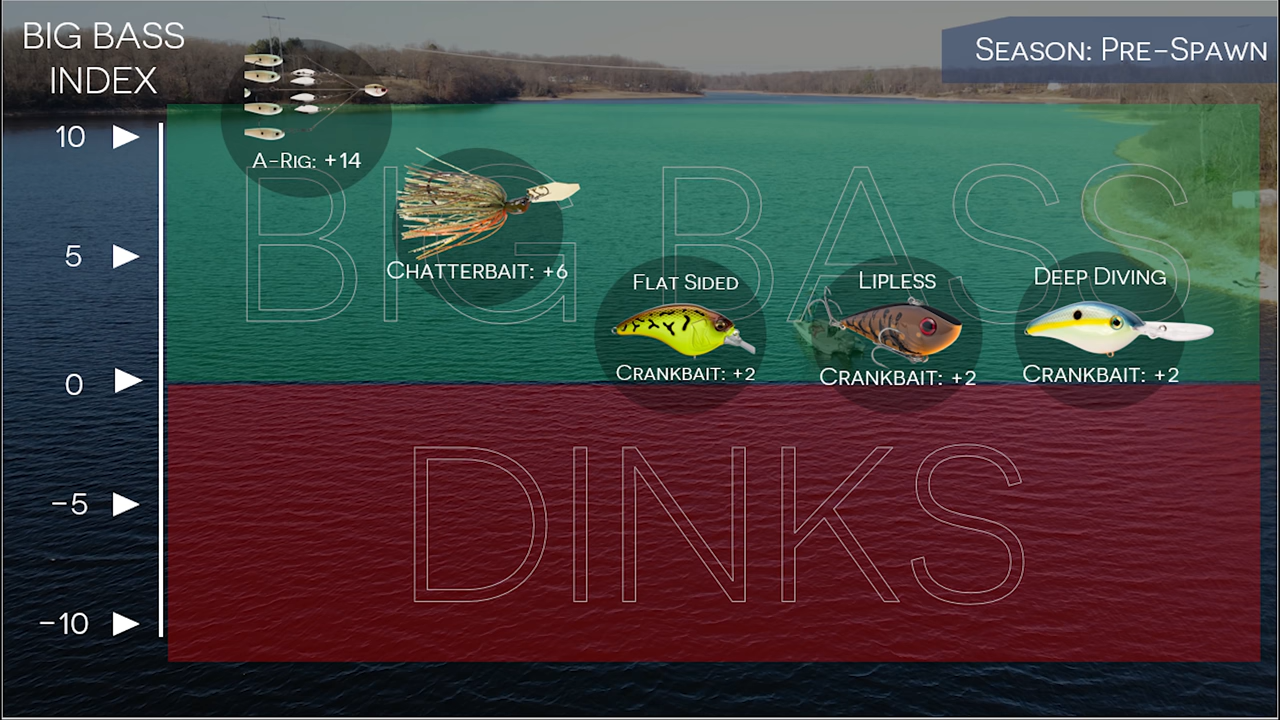 BIG BASS
INDEX
SEASON: PRE-SPAWN
10
5
0
-5
-10
BIG BASS
DINKS
A-RIG: +14
CHATTERBAIT: +6
FLAT SIDED
CRANKBAIT: +2
LIPLESS
CRANKBAIT: +2
DEEP DIVING
CRANKBAIT: +2